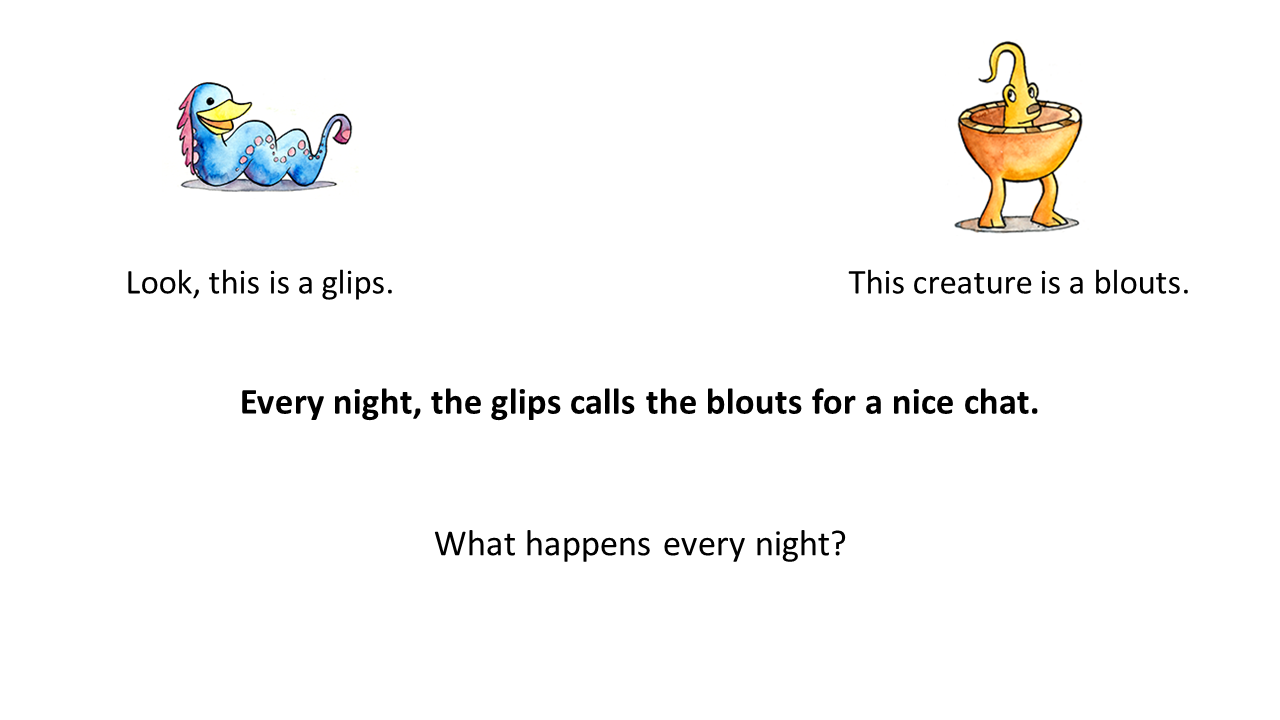 Look, this is a glips.
This creature is a blouts.
Every night, the glips calls the blouts for a nice chat.
What happens every night?